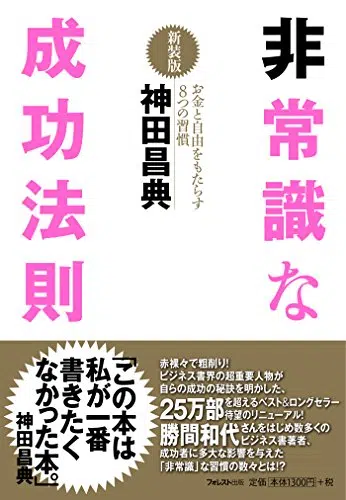 非常識な
成功法則
新装版
お金と自由をもたらす
8つの習慣
神田昌典
「この本は
私が一番
書きたく
なかった本。」
神田昌典
赤裸々で粗削り!
ビジネス書界の超重要人物が
自らの成功の秘訣を明かした、
25万部を超えるベスト&ロングセラー
待望のリニューアル!
勝間和代さんをはじめ数多くの
ビジネス書著者、
成功者に多大な影響を与えた
「非常識」な習慣の数々とは!?
フォレスト出版
定価 本体1300円+税